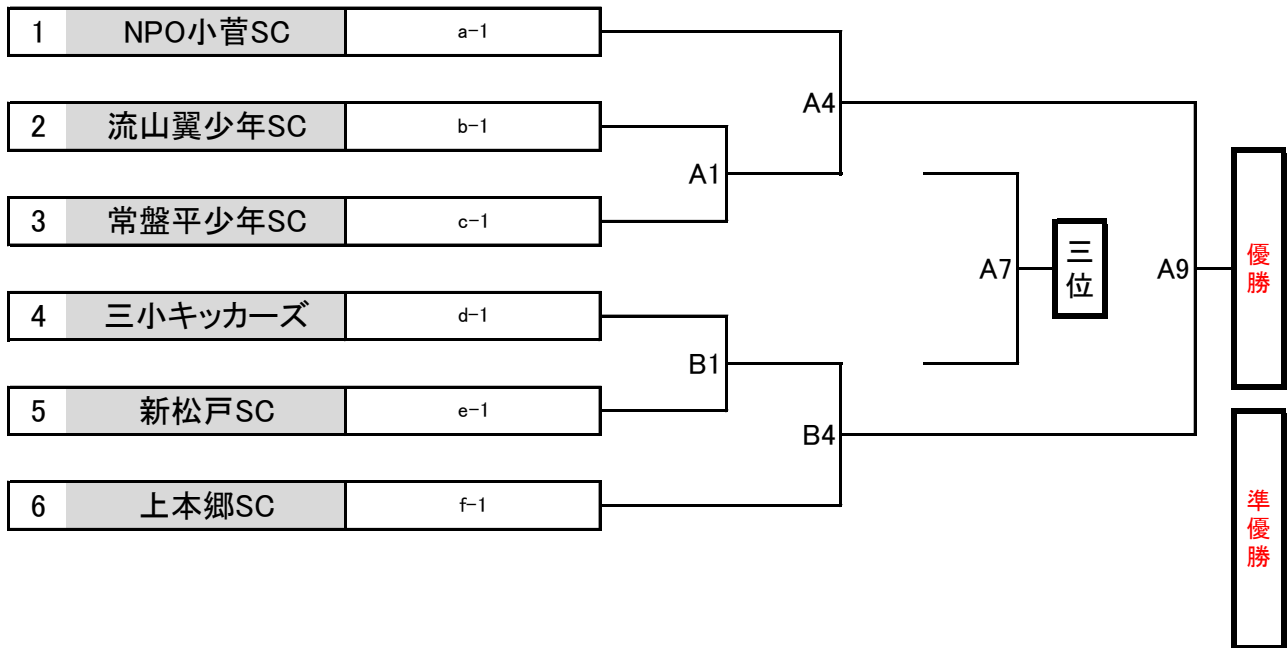 1 NPO小菅SC a-1
A4
2 流山翼少年SC b-1
A1
3 常盤平少年SC c-1
A7
三位
A9
優勝
4 三小キッカーズ d-1
B1
5 新松戸SC e-1
B4
6 上本郷SC f-1
準優勝